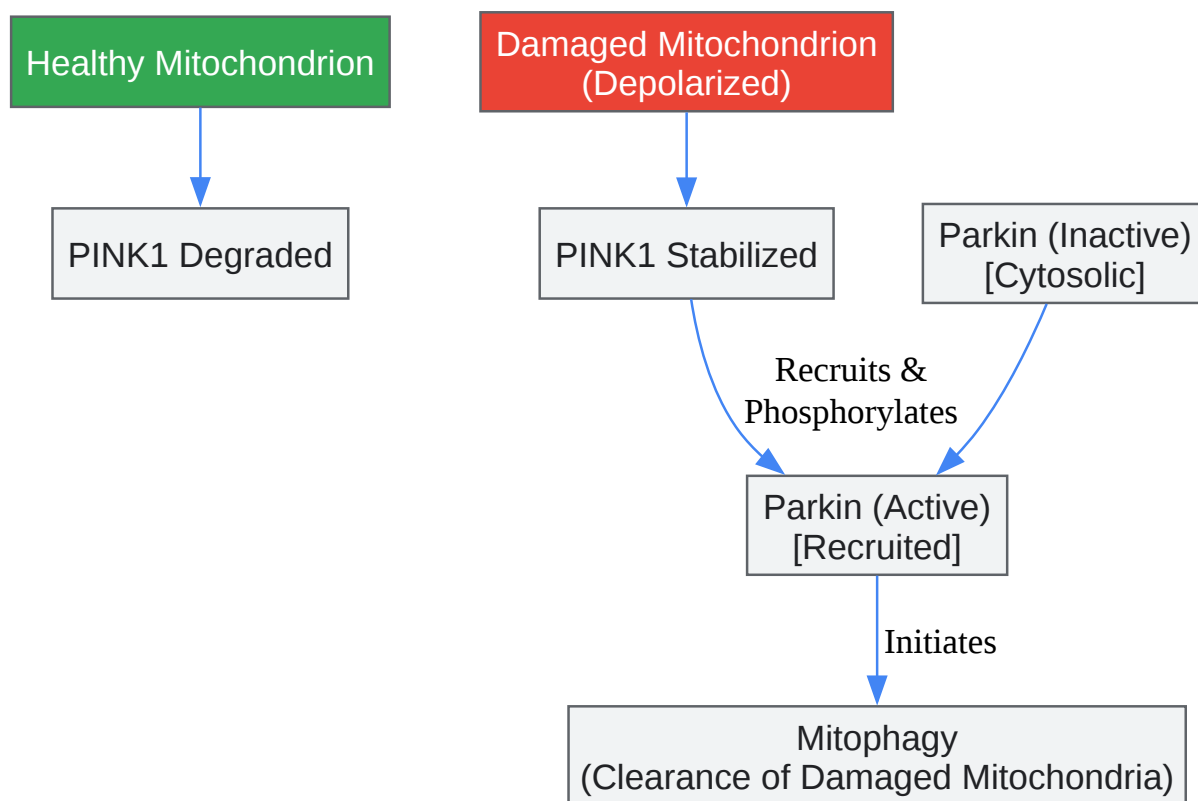 Healthy Mitochondrion
Damaged Mitochondrion
(Depolarized)
PINK1 Degraded
PINK1 Stabilized
Parkin (Inactive)
[Cytosolic]
Recruits &
Phosphorylates
Parkin (Active)
[Recruited]
Initiates
Mitophagy
(Clearance of Damaged Mitochondria)